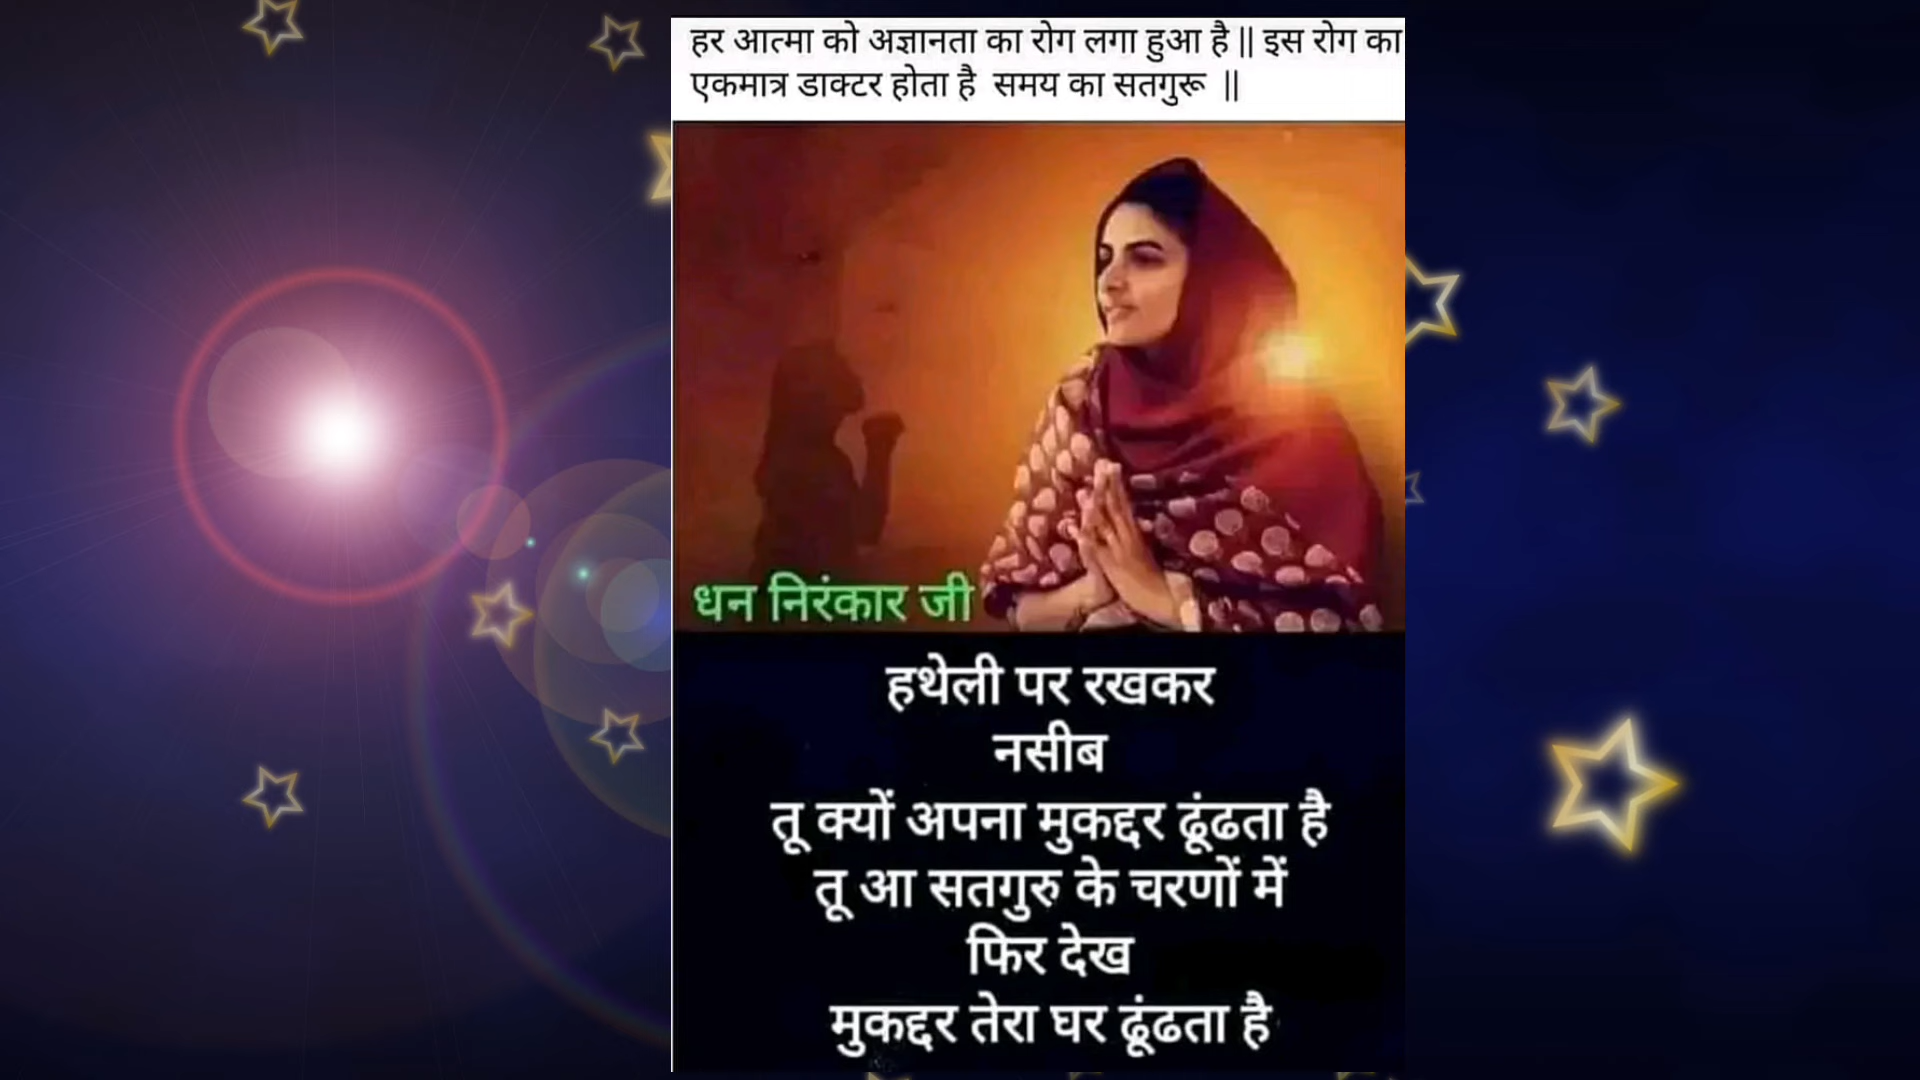 हर आत्मा को अज्ञानता का रोग लगा हुआ है || इस रोग का
एकमात्र डाक्टर होता है समय का सतगुरू ||
धन निरंकार जी
हथेली पर रखकर
नसीब
तू क्यों अपना मुकद्दर ढूंढता है
तू आ सतगुरु के चरणों में
फिर देख
मुकद्दर तेरा घर ढूंढता है